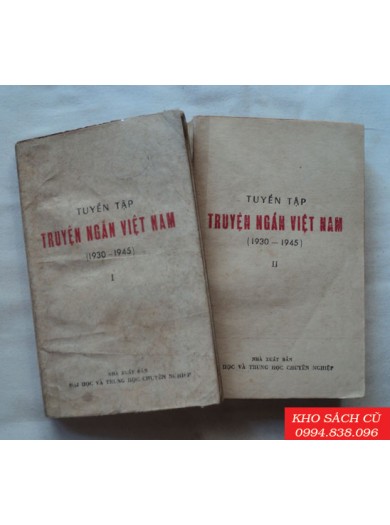 TUYỂN TẬP
TRUYỆN NGẮN VIỆT NAM
(1930 - 1945)
I
NHÀ XUẤT BẢN
ĐẠI HỌC VÀ TRUNG HỌC CHUYÊN NGHIỆP
TUYỂN TẬP
TRUYỆN NGẮN VIỆT NAM
(1930 - 1945)
II
NHÀ XUẤT BẢN
HỌC VÀ TRUNG HỌC CHUYÊN NGHIỆP
KHO SÁCH CŨ
0994.838.096